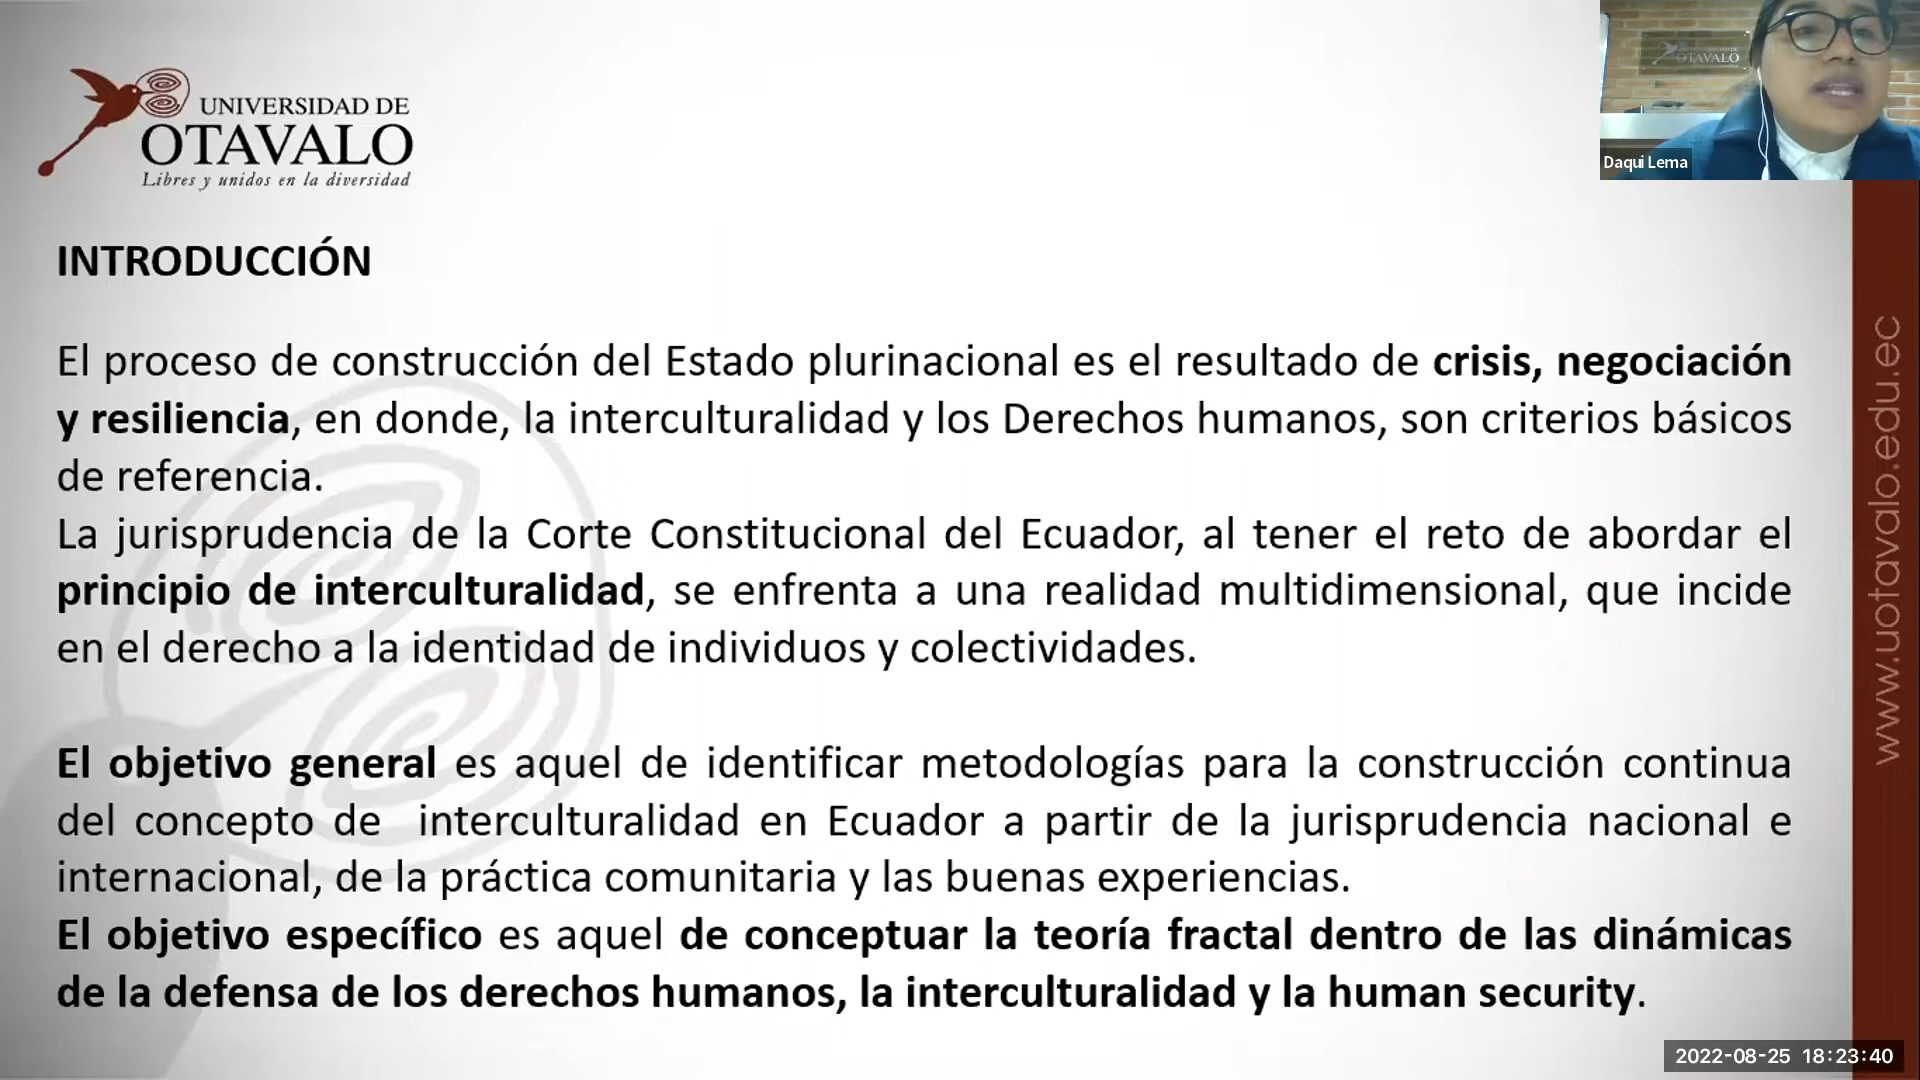 UNIVERSIDAD DE
OTAVALO
Libres y unidos en la diversidad
OTAVALO
Daqui Lema
INTRODUCCIÓN
El proceso de construcción del Estado plurinacional es el resultado de crisis, negociación
y resiliencia, en donde, la interculturalidad y los Derechos humanos, son criterios básicos
de referencia.
La jurisprudencia de la Corte Constitucional del Ecuador, al tener el reto de abordar el
principio de interculturalidad, se enfrenta a una realidad multidimensional, que incide
en el derecho a la identidad de individuos y colectividades.
El objetivo general es aquel de identificar metodologías para la construcción continua
del concepto de interculturalidad en Ecuador a partir de la jurisprudencia nacional e
internacional, de la práctica comunitaria y las buenas experiencias.
El objetivo específico es aquel de conceptuar la teoría fractal dentro de las dinámicas
de la defensa de los derechos humanos, la interculturalidad y la human security.
www.uotavalo.edu.ec
2022-08-25 18:23:40